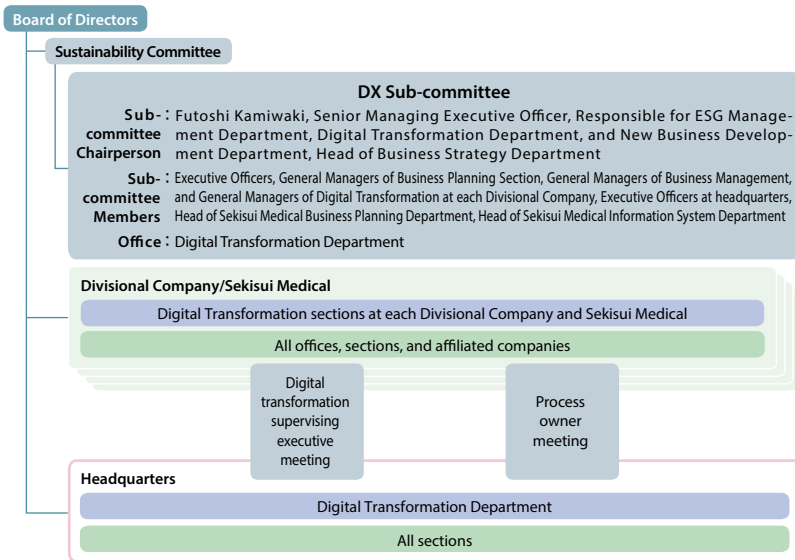 Board of Directors
Sustainability Committee
DX Sub-committee
Sub-committee Chairperson : Futoshi Kamiwaki, Senior Managing Executive Officer, Responsible for ESG Manage-
ment Department, Digital Transformation Department, and New Business Develop-
ment Department, Head of Business Strategy Department
Sub-committee Members : Executive Officers, General Managers of Business Planning Section, General Managers of Business Management,
and General Managers of Digital Transformation at each Divisional Company, Executive Officers at headquarters,
Head of Sekisui Medical Business Planning Department, Head of Sekisui Medical Information System Department
Office : Digital Transformation Department
Divisional Company/Sekisui Medical
Digital Transformation sections at each Divisional Company and Sekisui Medical
All offices, sections, and affiliated companies
Digital
transformation
supervising
executive
meeting
Process
owner
meeting
Headquarters
Digital Transformation Department
All sections